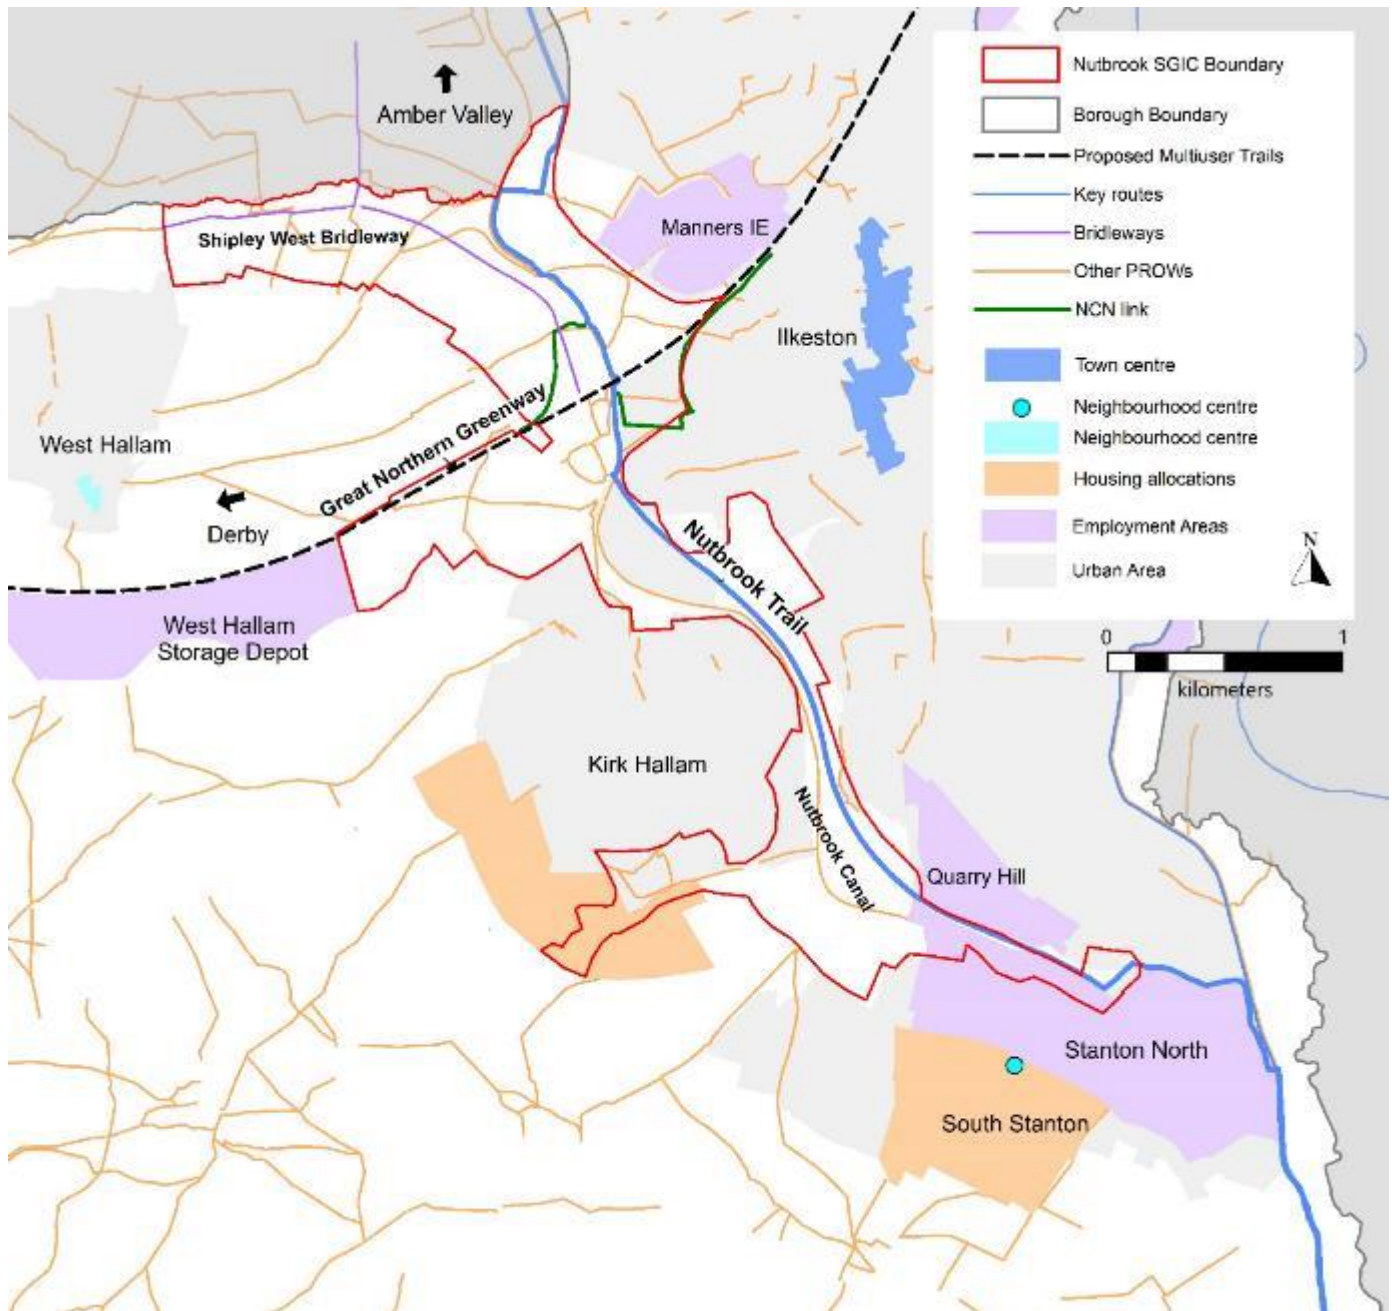 Amber Valley
Shipley West Bridleway
Manners IE
Ilkeston
West Hallam
Great Northern Greenway
Derby
Nutbrook Trail
West Hallam
Storage Depot
Kirk Hallam
Nutbrook Canal
Quarry Hill
Stanton North
South Stanton
Nutbrook SGIC Boundary
Borough Boundary
Proposed Multiuser Trails
Key routes
Bridleways
Other PROWs
NCN link
Town centre
Neighbourhood centre
Neighbourhood centre
Housing allocations
Employment Areas
Urban Area
N
0 1
kilometers